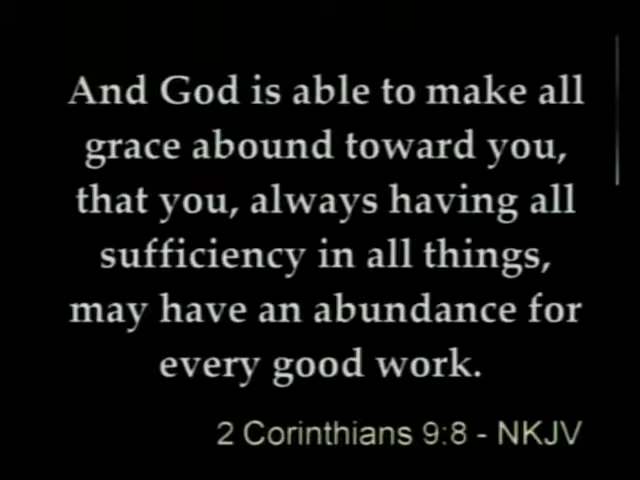 And God is able to make all
grace abound toward you,
that you, always having all
sufficiency in all things,
may have an abundance for
every good work.
2 Corinthians 9:8 - NKJV